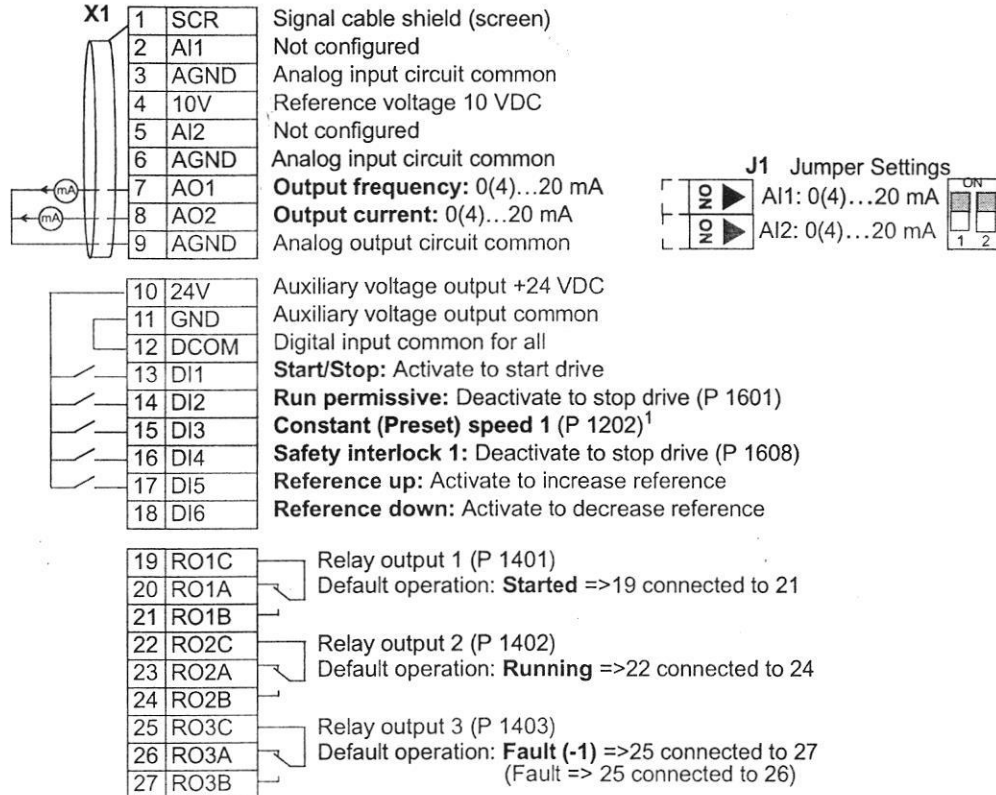 X1
1 SCR Signal cable shield (screen)
2 AI1 Not configured
3 AGND Analog input circuit common
4 10V Reference voltage 10 VDC
5 AI2 Not configured
6 AGND Analog input circuit common
mA 7 AO1 Output frequency: 0(4)…20 mA
mA 8 AO2 Output current: 0(4)…20 mA
9 AGND Analog output circuit common
J1 Jumper Settings
ON AI1: 0(4)…20 mA
ON AI2: 0(4)…20 mA
ON
1 2
10 24V Auxiliary voltage output +24 VDC
11 GND Auxiliary voltage output common
12 DCOM Digital input common for all
13 DI1 Start/Stop: Activate to start drive
14 DI2 Run permissive: Deactivate to stop drive (P 1601)
15 DI3 Constant (Preset) speed 1 (P 1202)1
16 DI4 Safety interlock 1: Deactivate to stop drive (P 1608)
17 DI5 Reference up: Activate to increase reference
18 DI6 Reference down: Activate to decrease reference
19 RO1C Relay output 1 (P 1401)
20 RO1A Default operation: Started =>19 connected to 21
21 RO1B
22 RO2C Relay output 2 (P 1402)
23 RO2A Default operation: Running =>22 connected to 24
24 RO2B
25 RO3C Relay output 3 (P 1403)
26 RO3A Default operation: Fault (-1) =>25 connected to 27
27 RO3B (Fault => 25 connected to 26)